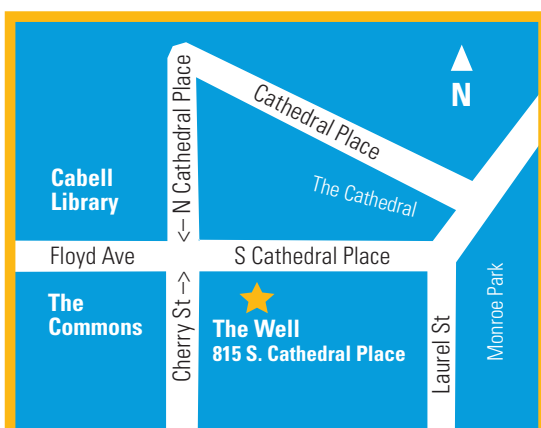 N
<– N Cathedral Place
Cathedral Place
The Cathedral
Cabell
Library
Floyd Ave
S Cathedral Place
Monroe Park
The
Commons
Cherry St –>
The Well
815 S. Cathedral Place
Laurel St